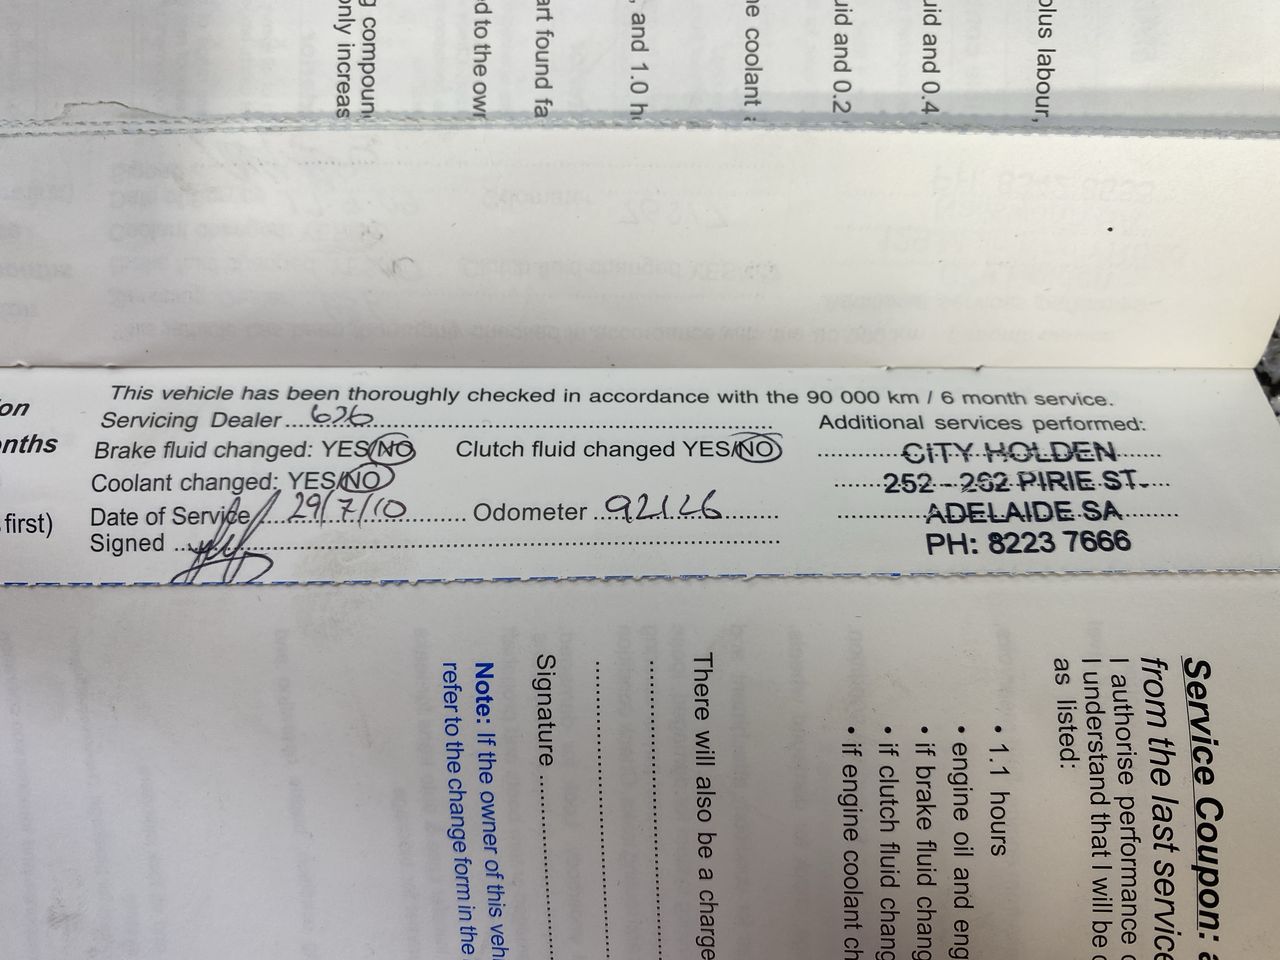 g compoun
only increas
ed to the owr
art found fa
, and 1.0 h
ne coolant
uid and 0.2
uid and 0.4
plus labour,
on
nths
first)
This vehicle has been thoroughly checked in accordance with the 90 000 km / 6 month service.
Servicing Dealer 626
Brake fluid changed: YES/NO Clutch fluid changed YES/NO
Coolant changed: YES/NO
Date of Service 29/7/10 Odometer 92126
Signed
Additional services performed:
CITY HOLDEN
252 - 262 PIRIE ST.
ADELAIDE SA
PH: 8223 7666
Service Coupon: a
from the last service
I authorise performance o
I understand that I will be c
as listed:
• 1.1 hours
• engine oil and eng
• if brake fluid chang
• if clutch fluid chang
• if engine coolant ch
There will also be a charge
Signature
Note: If the owner of this vehi
refer to the change form in the